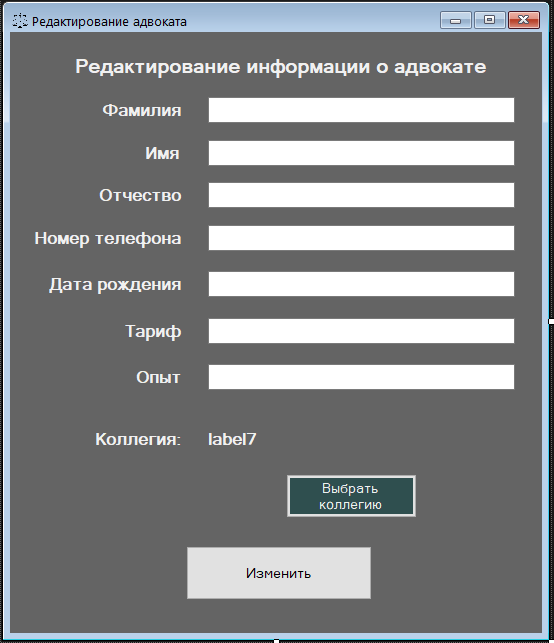 Редактирование адвоката
Редактирование информации о адвокате
Фамилия
Имя
Отчество
Номер телефона
Дата рождения
Тариф
Опыт
Коллегия: label7
Выбрать
коллегию
Изменить